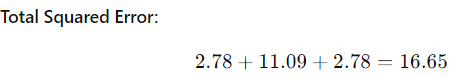 Total Squared Error:
2.78 + 11.09 + 2.78 = 16.65